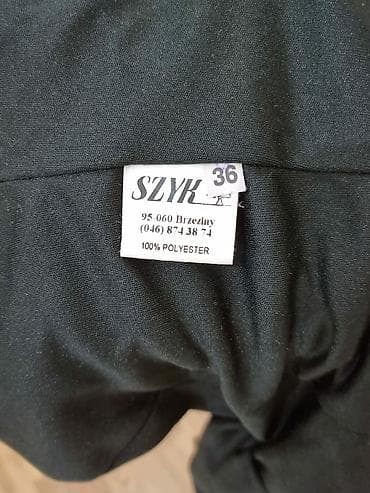 36
SZYK
95-060 Brzeziny
(046) 874 38 74
100% POLYESTER